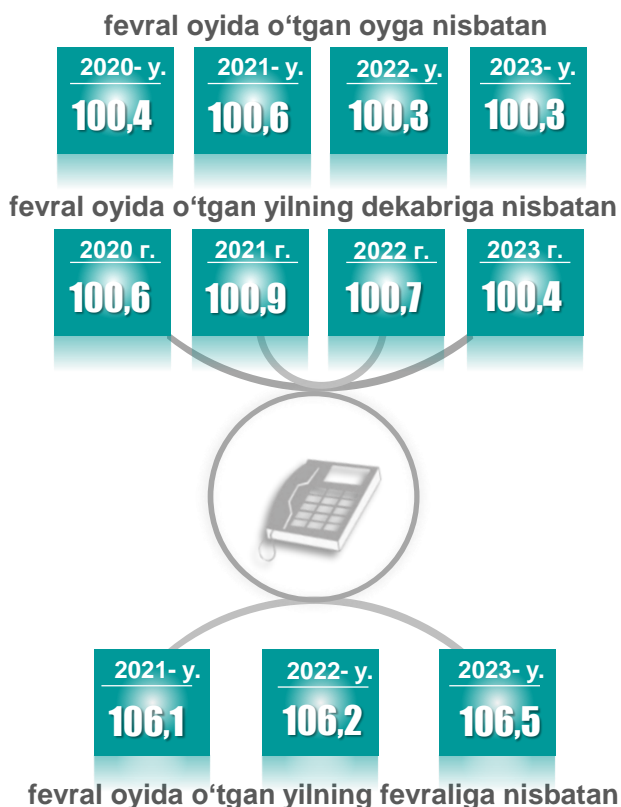 fevral oyida o‘tgan oyga nisbatan
2020- y. 2021- y. 2022- y. 2023- y.
100,4 100,6 100,3 100,3
fevral oyida o‘tgan yilning dekabriga nisbatan
2020 г. 2021 г. 2022 г. 2023 г.
100,6 100,9 100,7 100,4
2021- y. 2022- y. 2023- y.
106,1 106,2 106,5
fevral oyida o‘tgan yilning fevraliga nisbatan